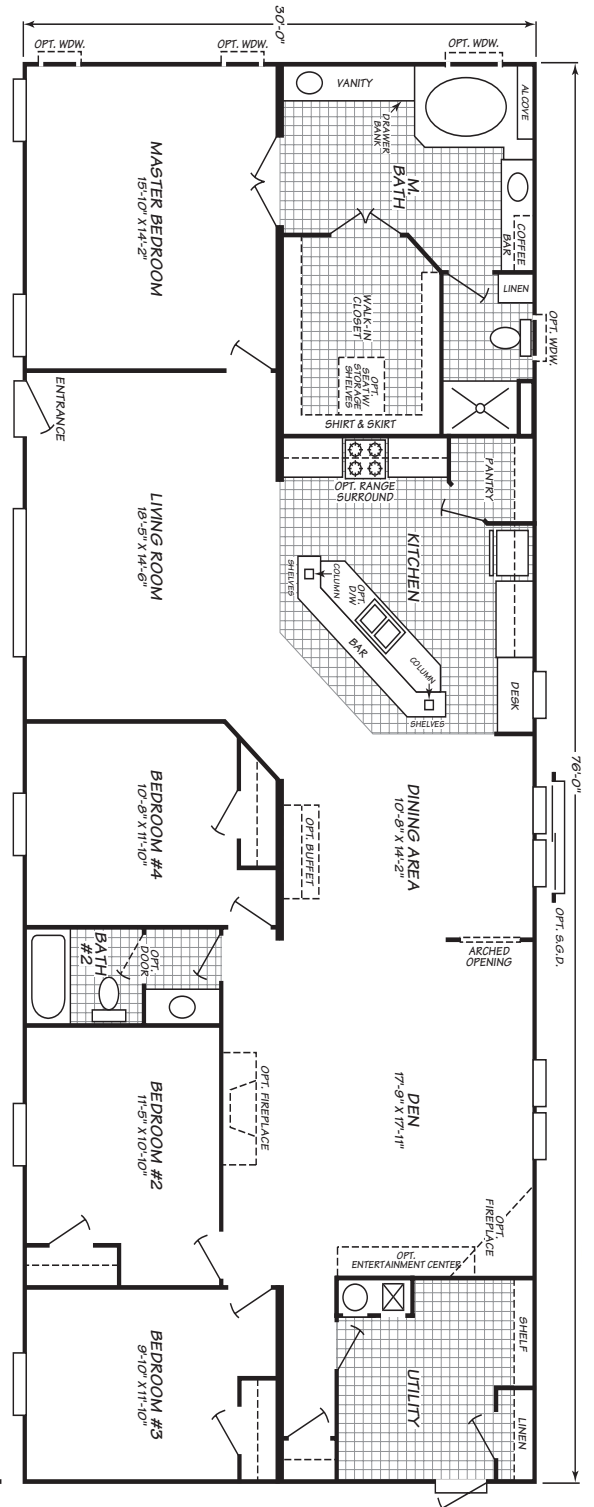 30'-0"
OPT. WDW.
OPT. WDW.
OPT. WDW.
76'-0"
MASTER BEDROOM
15'-10" X 14'-2"
VANITY
DRAWER
BANK
M.
BATH
ALCOVE
COFFEE
BAR
LINEN
OPT. WDW.
WALK-IN
CLOSET
OPT.
SEAT W/
STORAGE
SHELVES
SHIRT & SKIRT
ENTRANCE
LIVING ROOM
18'-5" X 14'-6"
OPT. RANGE
SURROUND
PANTRY
KITCHEN
SHELVES
COLUMN
OPT.
D/W
BAR
COLUMN
SHELVES
DESK
BEDROOM #4
10'-8" X 11'-10"
OPT. BUFFET
DINING AREA
10'-8" X 14'-2"
OPT. S.G.D.
ARCHED
OPENING
BATH
#2
OPT.
DOOR
OPT. FIREPLACE
DEN
17'-9" X 17'-11"
BEDROOM #2
11'-5" X 10'-10"
OPT.
FIREPLACE
OPT.
ENTERTAINMENT CENTER
BEDROOM #3
9'-10" X 11'-10"
UTILITY
SHELF
LINEN